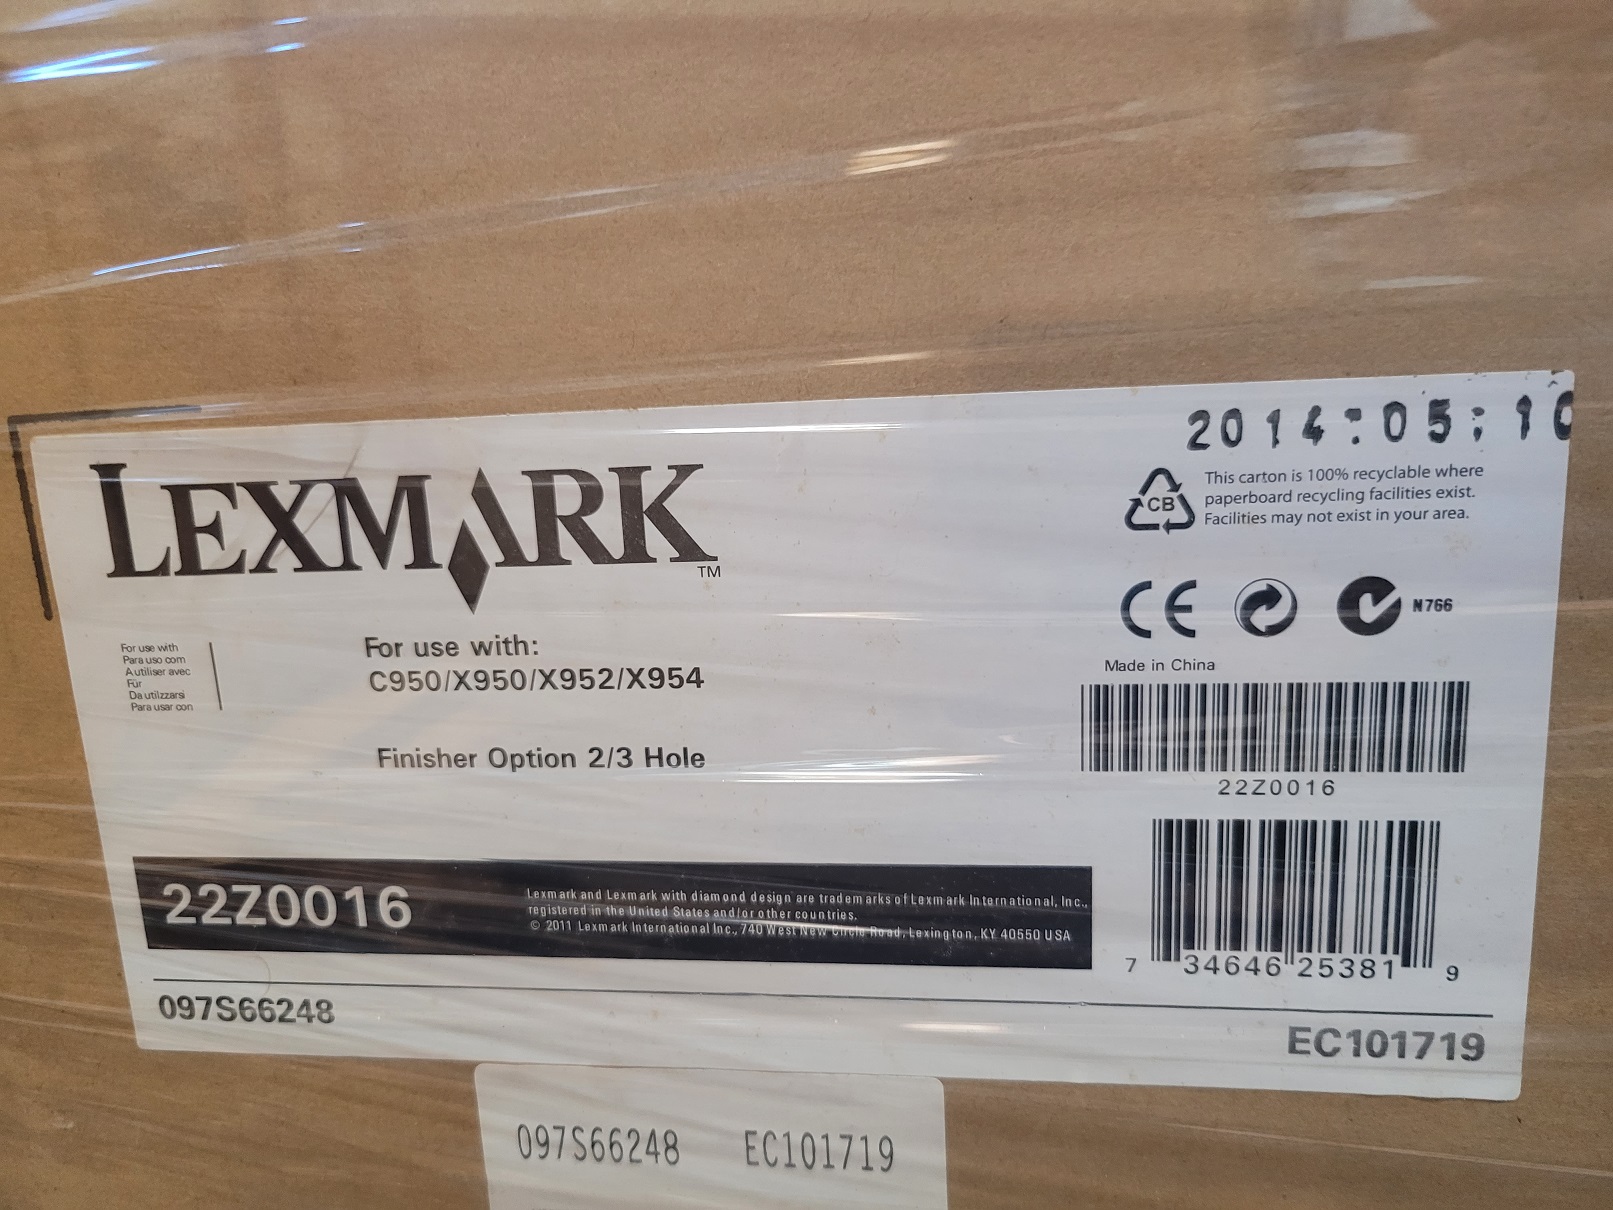 2014:05:10
LEXMARK
TM
CB
This carton is 100% recyclable where
paperboard recycling facilities exist.
Facilities may not exist in your area.
CE
N766
For use with
Para uso com
A utiliser avec
Für
Da utilzzarsi
Para usar con
For use with:
C950/X950/X952/X954
Finisher Option 2/3 Hole
Made in China
22Z0016
22Z0016
Lexmark and Lexmark with diamond design are trademarks of Lexmark International, Inc.,
registered in the United States and/or other countries.
© 2011 Lexmark International Inc., 740 West New Circle Road, Lexington, KY 40550 USA
7 34646 25381 9
097S66248
EC101719
097S66248 EC101719